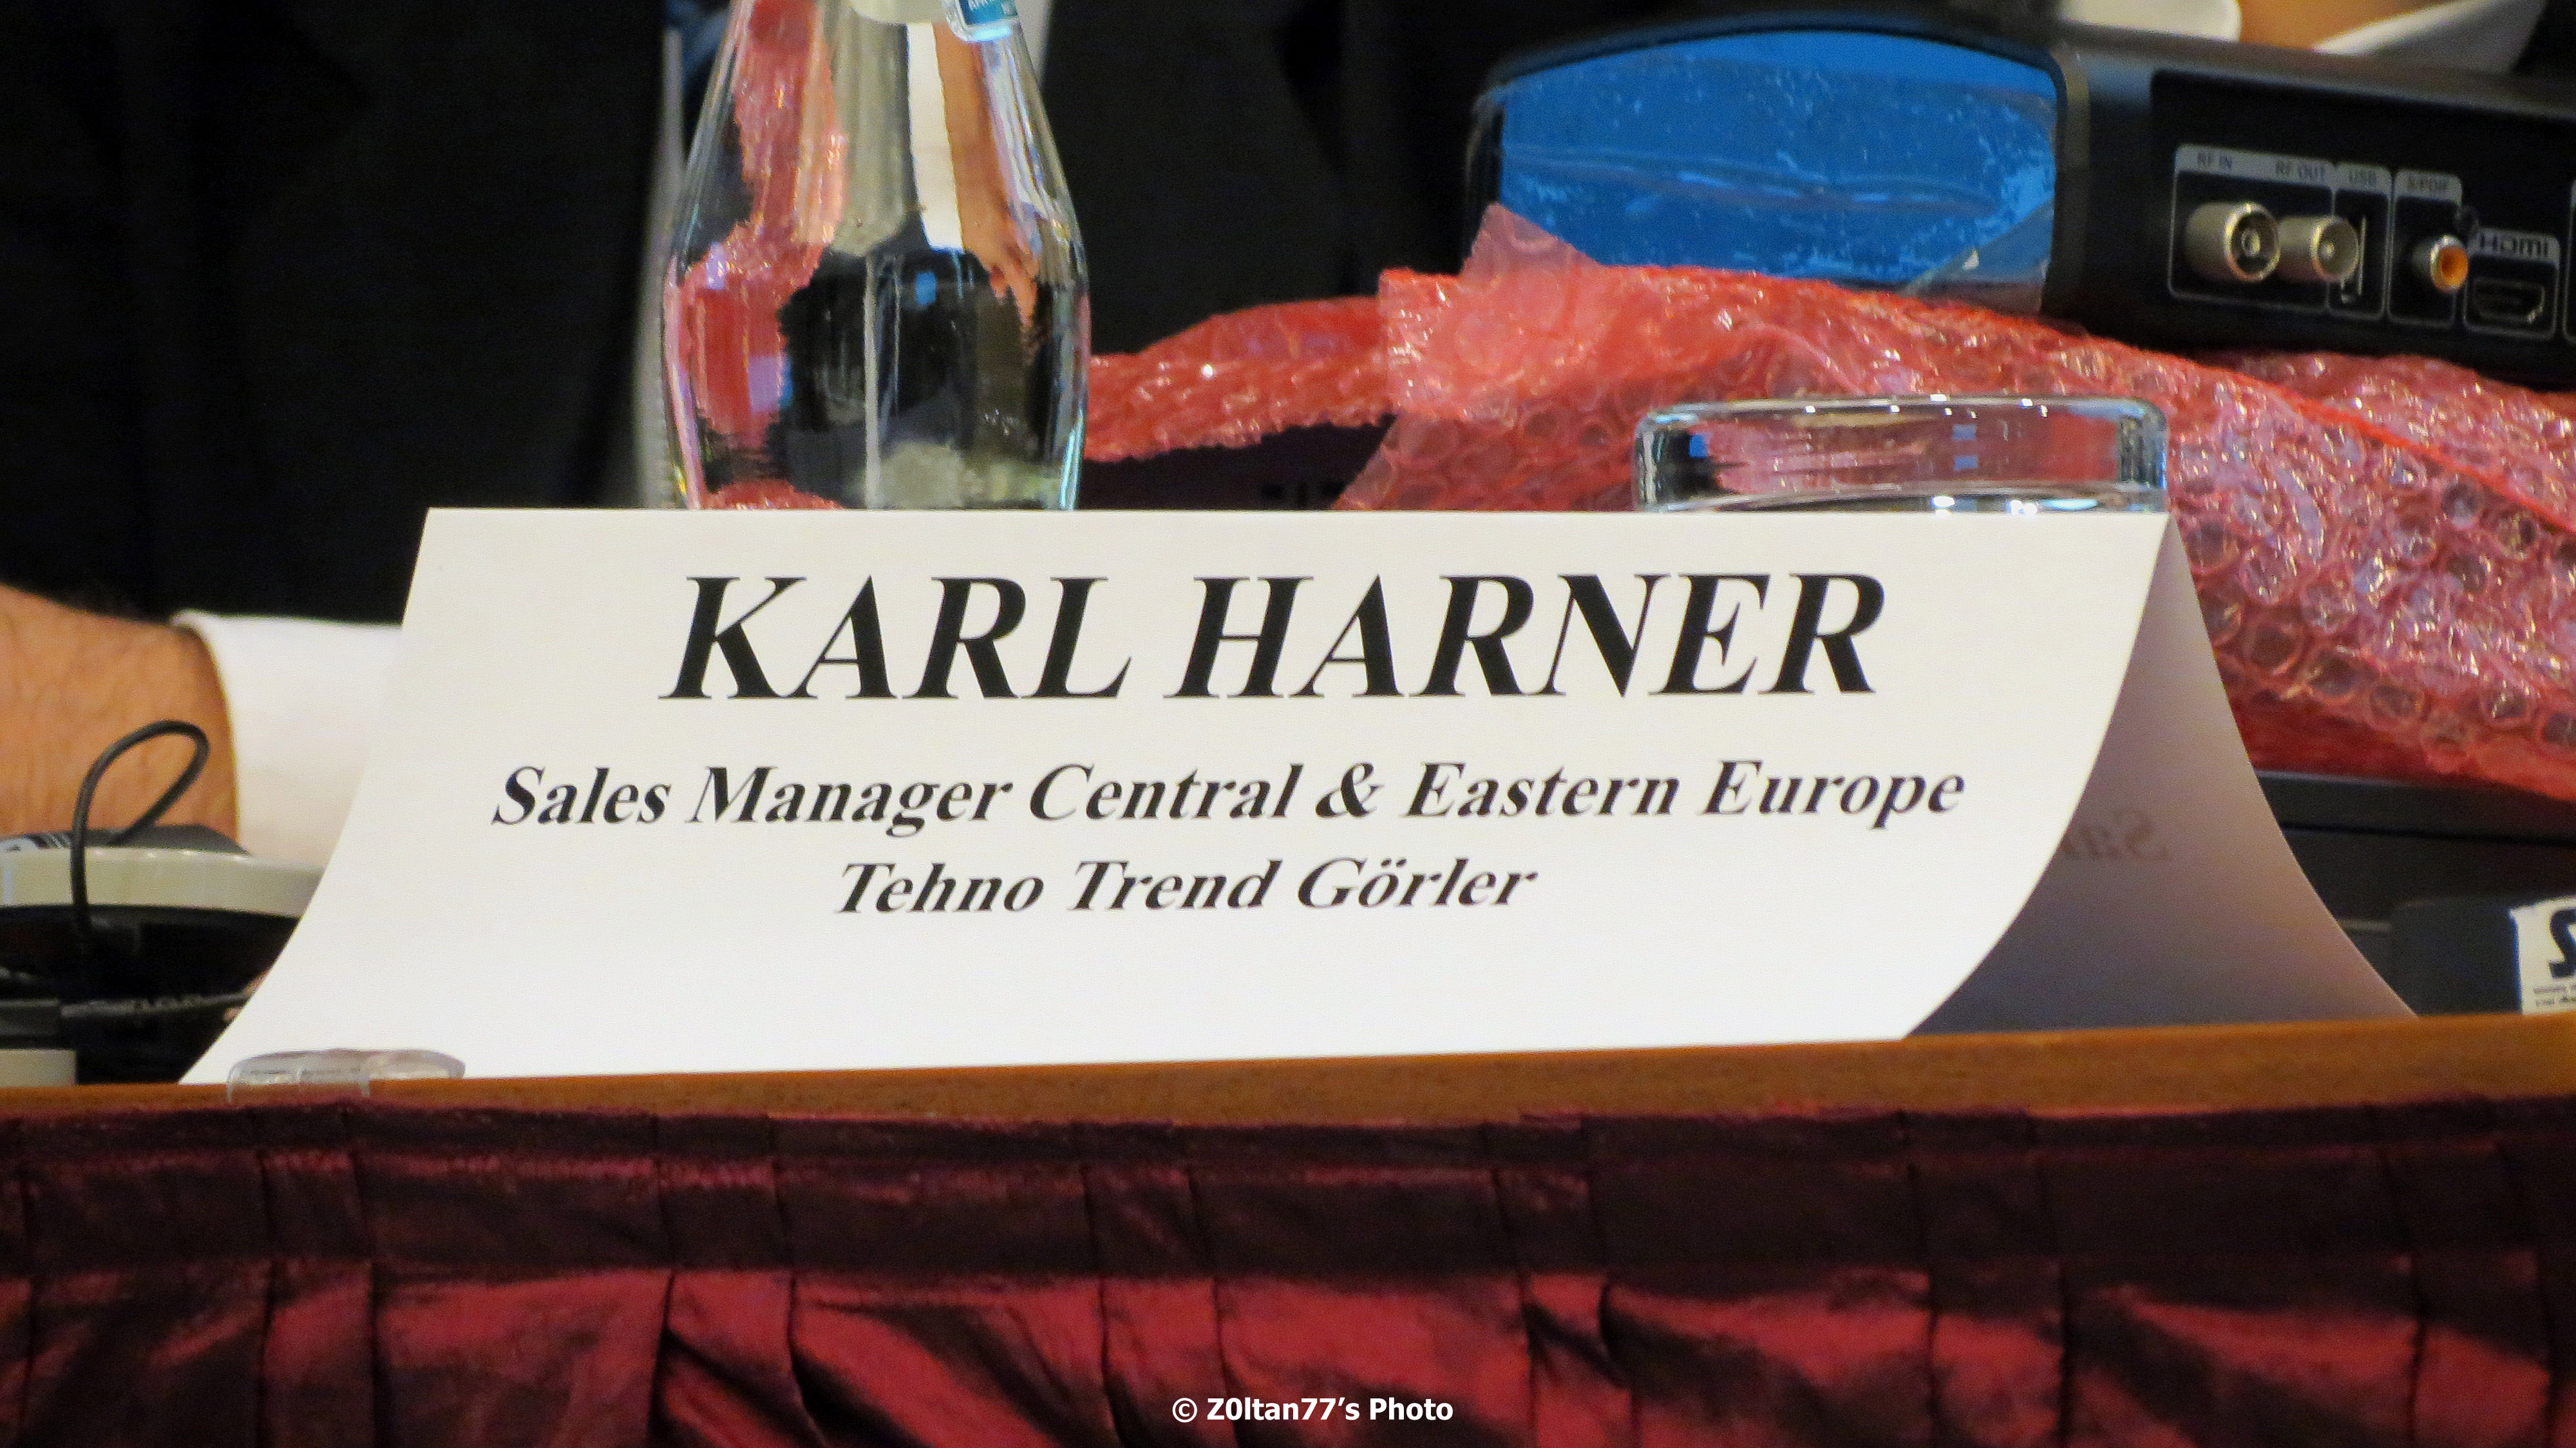 RF IN RF OUT USB S/PDIF
HDMI
KARL HARNER
Sales Manager Central & Eastern Europe
Tehno Trend Görler
© Z0ltan77’s Photo